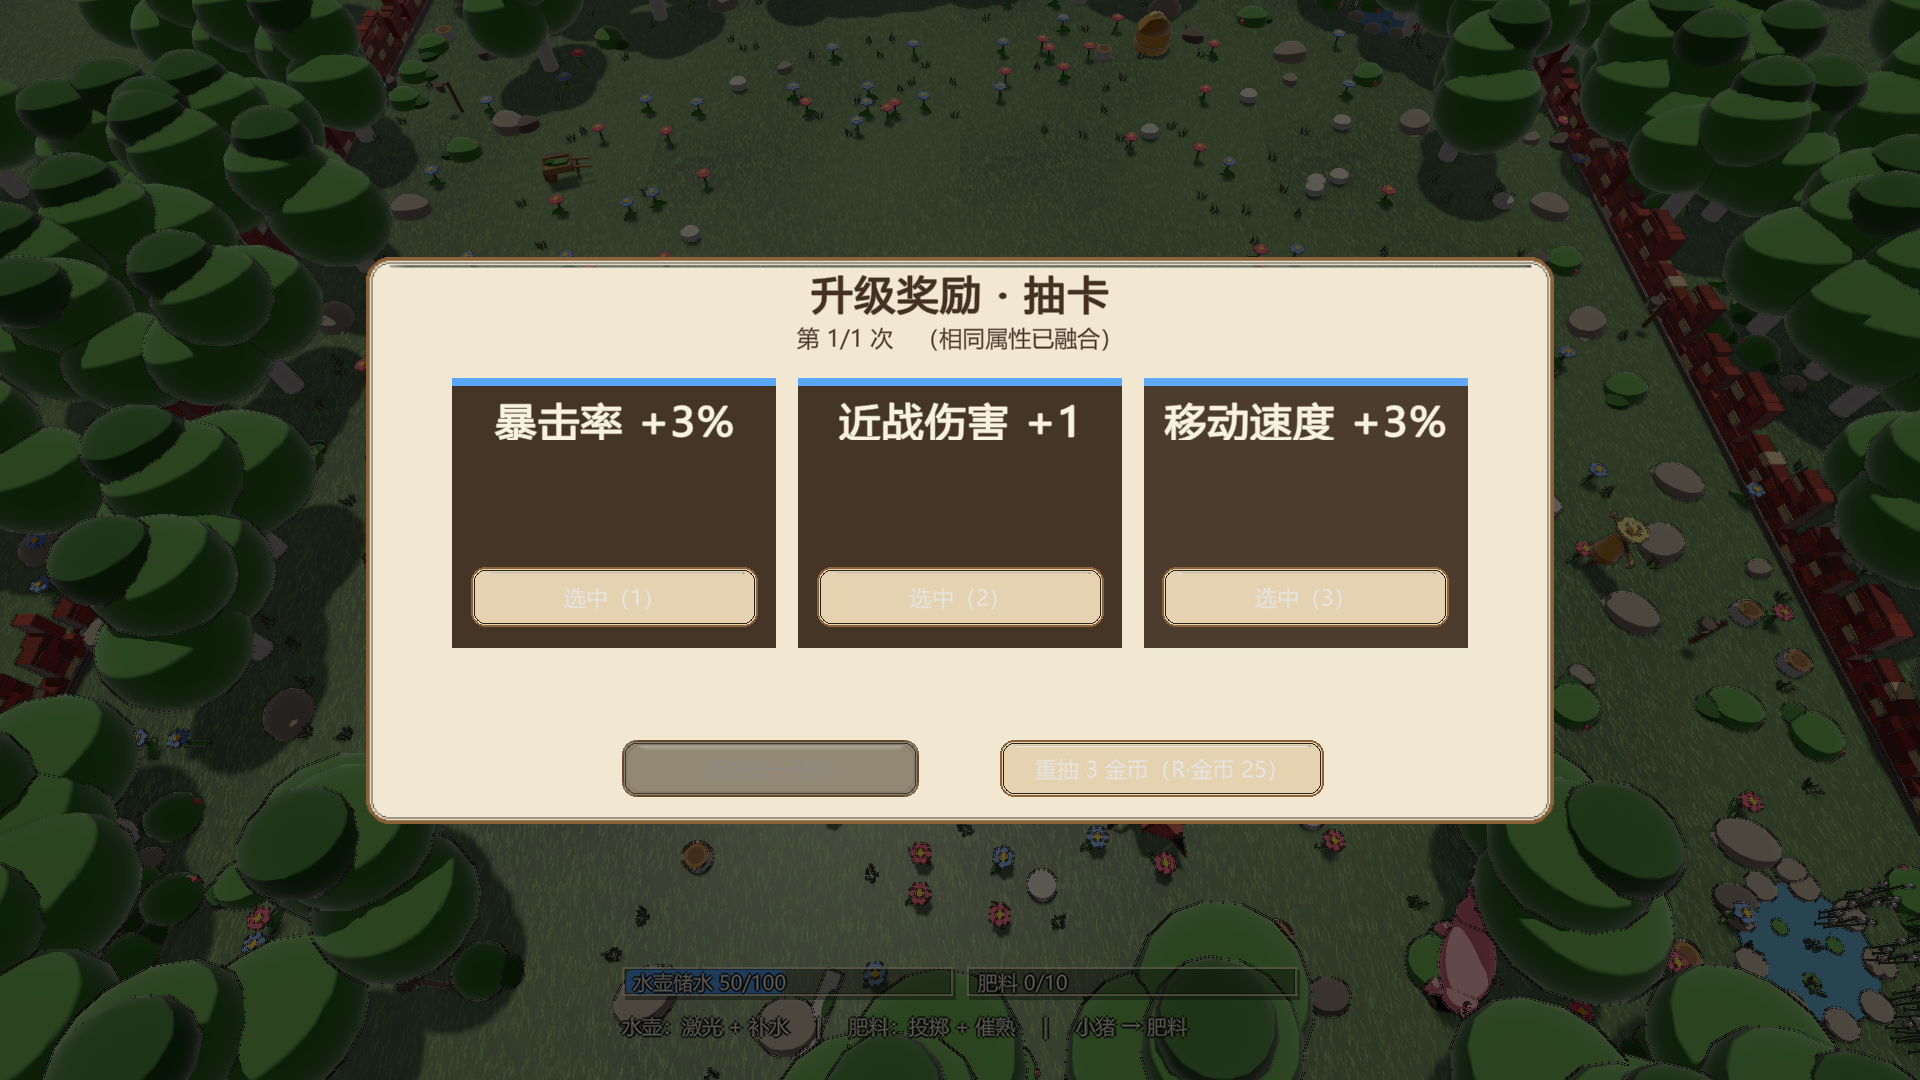 升级奖励 · 抽卡
第 1/1 次 （相同属性已融合）
暴击率 +3%
近战伤害 +1
移动速度 +3%
选中（1）
选中（2）
选中（3）
重抽 3 金币（R·金币 25）
水壶储水 50/100
肥料 0/10
水壶：激光 + 补水 | 肥料：投掷 + 催熟 | 小猪 → 肥料